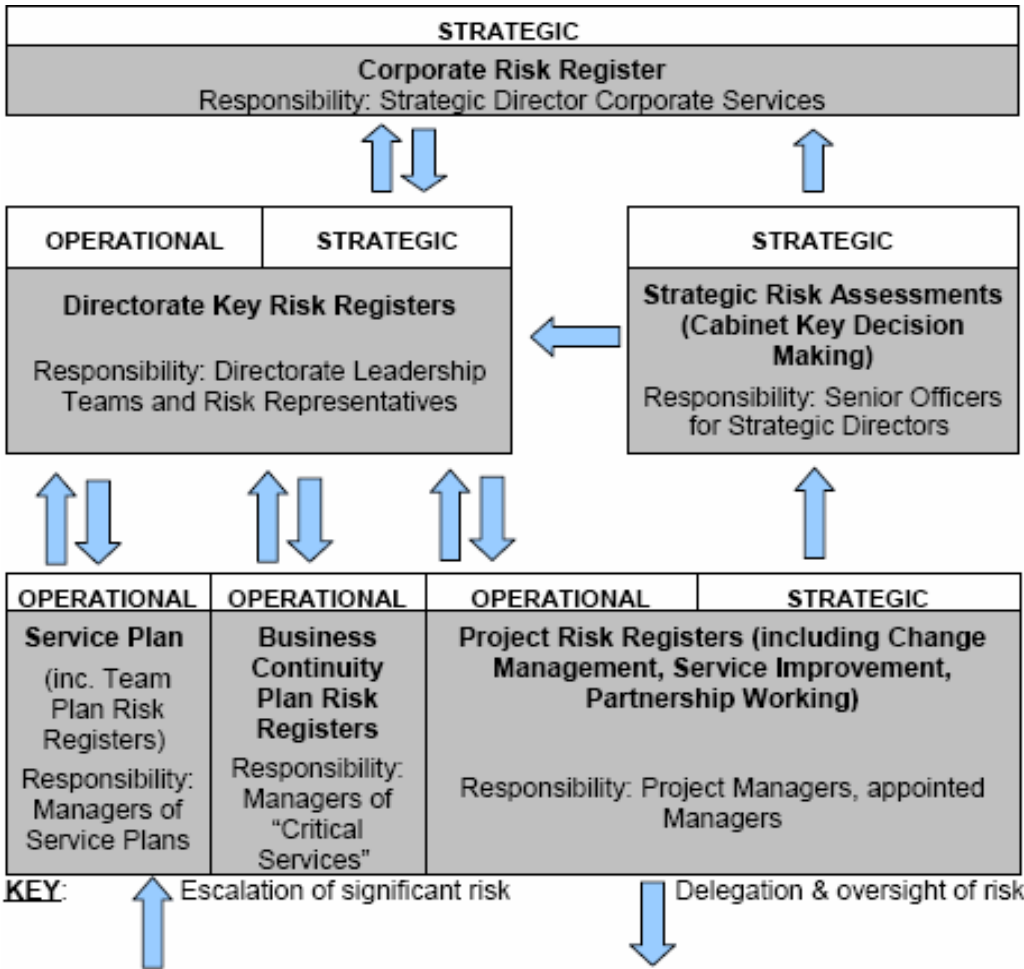 STRATEGIC
Corporate Risk Register
Responsibility: Strategic Director Corporate Services
OPERATIONAL
STRATEGIC
Directorate Key Risk Registers
Responsibility: Directorate Leadership
Teams and Risk Representatives
STRATEGIC
Strategic Risk Assessments
(Cabinet Key Decision
Making)
Responsibility: Senior Officers
for Strategic Directors
OPERATIONAL
Service Plan
(inc. Team
Plan Risk
Registers)
Responsibility:
Managers of
Service Plans
OPERATIONAL
Business
Continuity
Plan Risk
Registers
Responsibility:
Managers of
“Critical
Services”
OPERATIONAL
STRATEGIC
Project Risk Registers (including Change
Management, Service Improvement,
Partnership Working)
Responsibility: Project Managers, appointed
Managers
KEY:
Escalation of significant risk
Delegation & oversight of risk